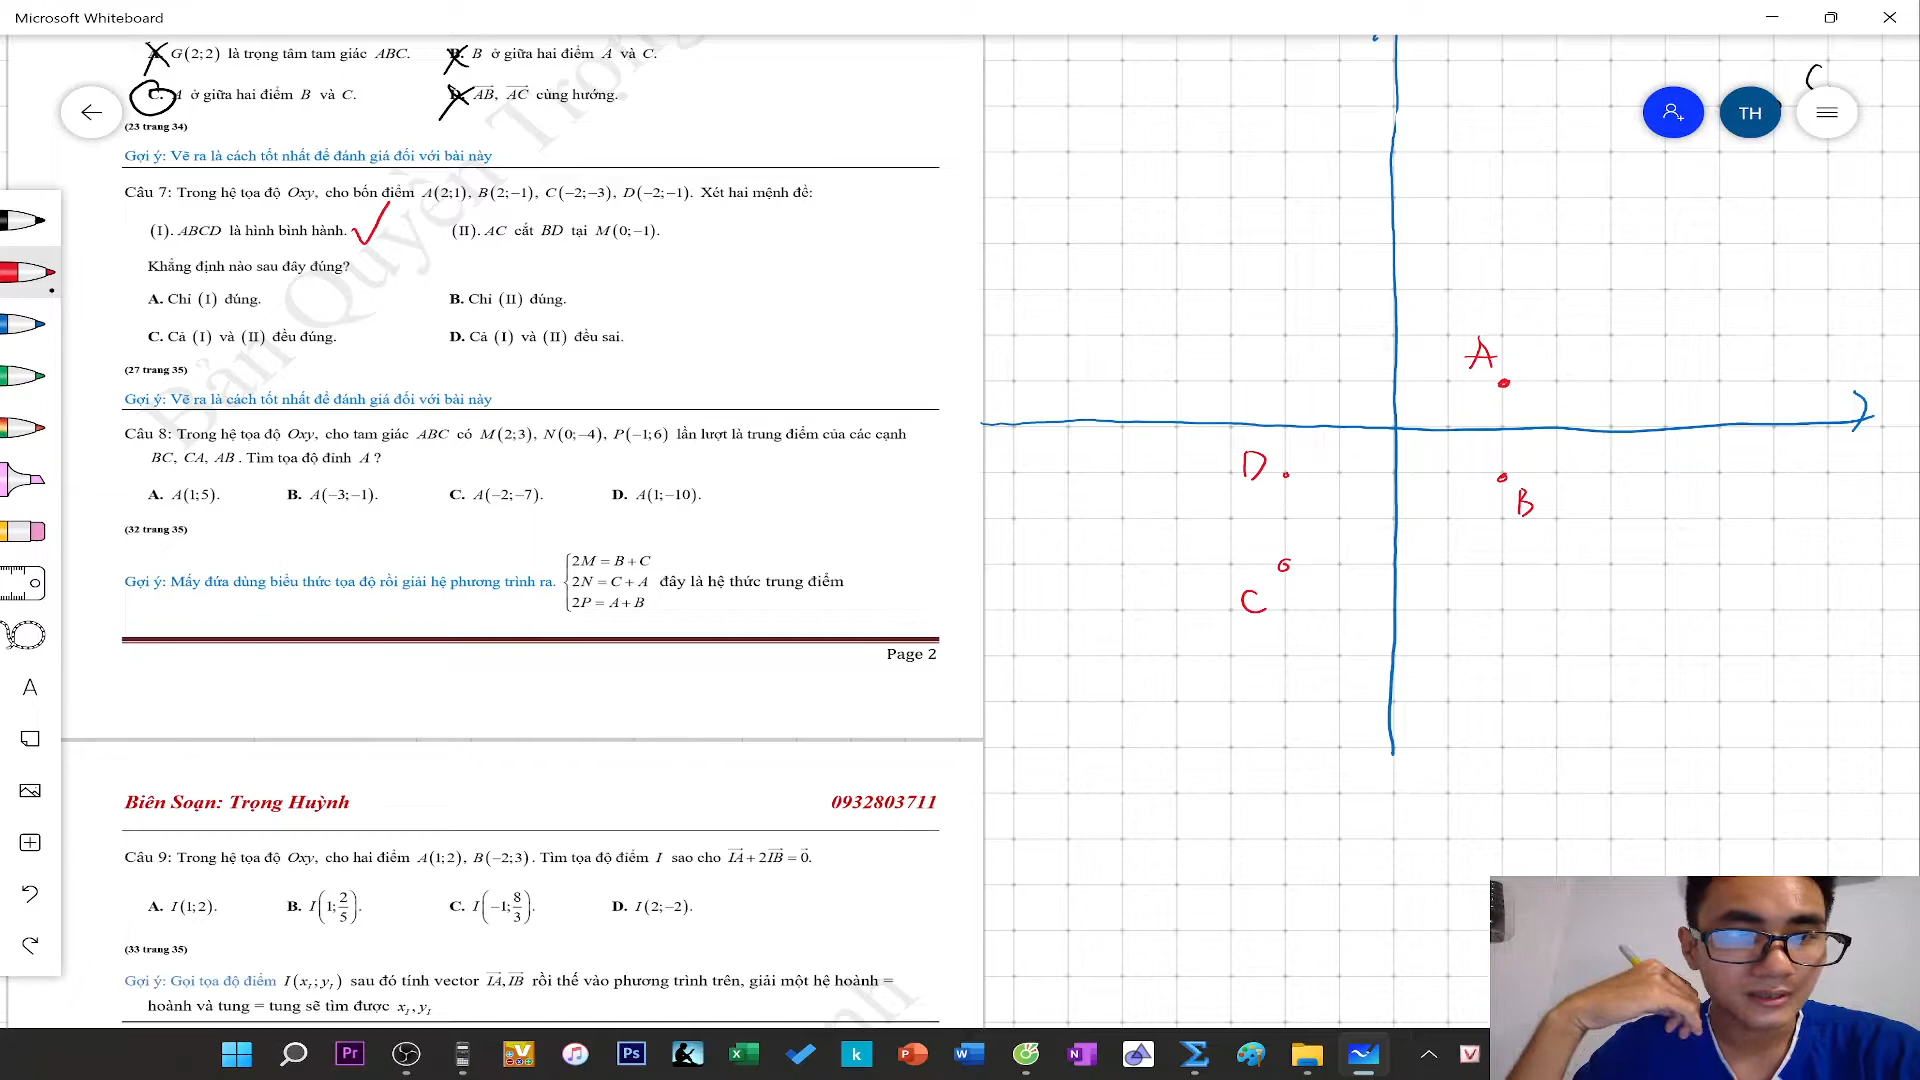 Microsoft Whiteboard
A. G(2;2) là trọng tâm tam giác ABC. B. B ở giữa hai điểm A và C.
C. A ở giữa hai điểm B và C. D. AB, AC cùng hướng.
(23 trang 34)
Gợi ý: Vẽ ra là cách tốt nhất để đánh giá đối với bài này
Câu 7: Trong hệ tọa độ Oxy, cho bốn điểm A(2;1), B(2;−1), C(−2;−3), D(−2;−1). Xét hai mệnh đề:
(I). ABCD là hình bình hành. (II). AC cắt BD tại M(0;−1).
Khẳng định nào sau đây đúng?
A. Chỉ (I) đúng. B. Chỉ (II) đúng.
C. Cả (I) và (II) đều đúng. D. Cả (I) và (II) đều sai.
(27 trang 35)
Gợi ý: Vẽ ra là cách tốt nhất để đánh giá đối với bài này
Câu 8: Trong hệ tọa độ Oxy, cho tam giác ABC có M(2;3), N(0;−4), P(−1;6) lần lượt là trung điểm của các cạnh
BC, CA, AB. Tìm tọa độ đỉnh A?
A. A(1;5). B. A(−3;−1). C. A(−2;−7). D. A(1;−10).
(32 trang 35)
2M = B + C
Gợi ý: Mấy đứa dùng biểu thức tọa độ rồi giải hệ phương trình ra. 2N = C + A đây là hệ thức trung điểm
2P = A + B
Page 2
Biên Soạn: Trọng Huỳnh 0932803711
Câu 9: Trong hệ tọa độ Oxy, cho hai điểm A(1;2), B(−2;3). Tìm tọa độ điểm I sao cho IA + 2IB = 0.
A. I(1;2). B. I(1;2/5). C. I(−1;8/3). D. I(2;−2).
(33 trang 35)
Gợi ý: Gọi tọa độ điểm I(x_I; y_I) sau đó tính vector IA, IB rồi thế vào phương trình trên, giải một hệ hoành =
hoành và tung = tung sẽ tìm được x_I, y_I
Bản Quyền Trọng
C
TH
A
D
B
C
A
Pr
Ps
k